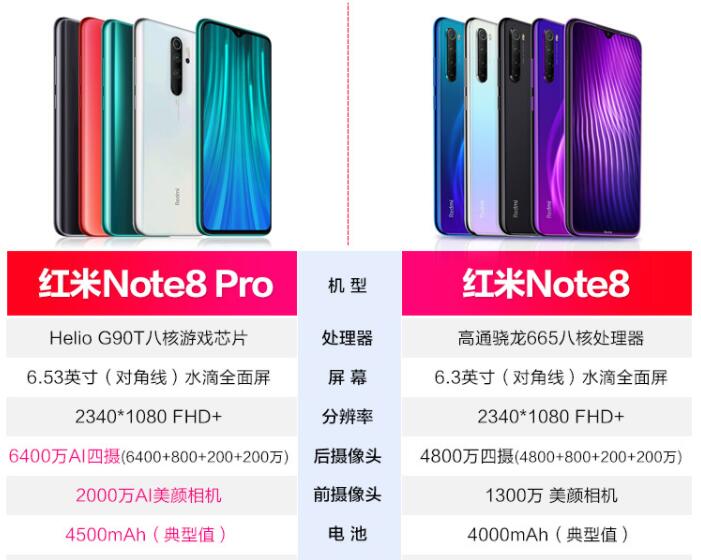 Redmi
Redmi
Redmi
Redmi
Redmi
Redmi
红米Note8 Pro 机 型 红米Note8
Helio G90T八核游戏芯片 处理器 高通骁龙665八核处理器
6.53英寸（对角线）水滴全面屏 屏 幕 6.3英寸（对角线）水滴全面屏
2340*1080 FHD+ 分辨率 2340*1080 FHD+
6400万AI四摄(6400+800+200+200万) 后摄像头 4800万四摄(4800+800+200+200万)
2000万AI美颜相机 前摄像头 1300万 美颜相机
4500mAh（典型值） 电 池 4000mAh（典型值）